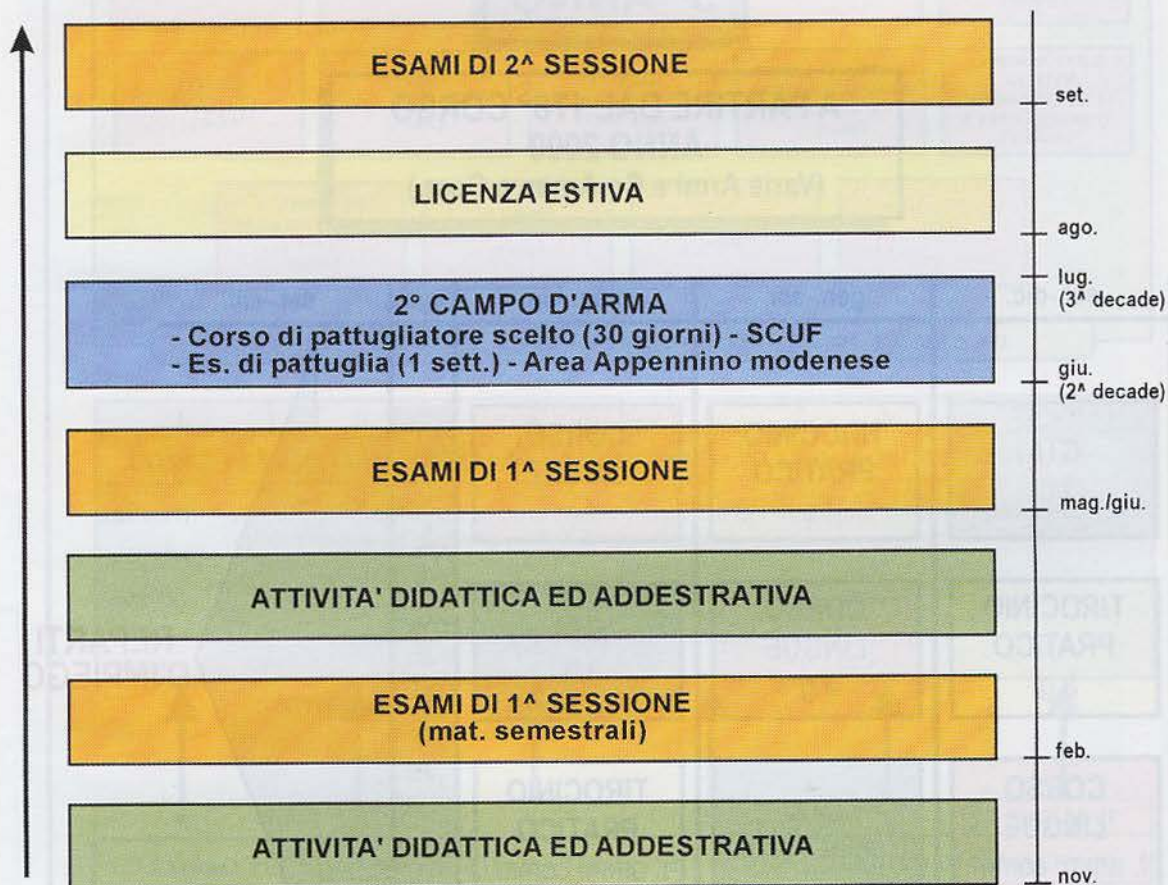 ESAMI DI 2^ SESSIONE
set.
LICENZA ESTIVA
ago.
lug.
(3^ decade)
2° CAMPO D'ARMA
- Corso di pattugliatore scelto (30 giorni) - SCUF
- Es. di pattuglia (1 sett.) - Area Appennino modenese
giu.
(2^ decade)
ESAMI DI 1^ SESSIONE
mag./giu.
ATTIVITA' DIDATTICA ED ADDESTRATIVA
ESAMI DI 1^ SESSIONE
(mat. semestrali)
feb.
ATTIVITA' DIDATTICA ED ADDESTRATIVA
nov.